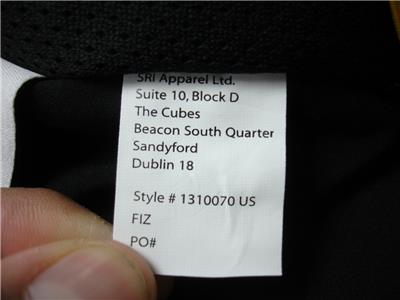 SRI Apparel Ltd.
Suite 10, Block D
The Cubes
Beacon South Quarter
Sandyford
Dublin 18
Style # 1310070 US
FIZ
PO#